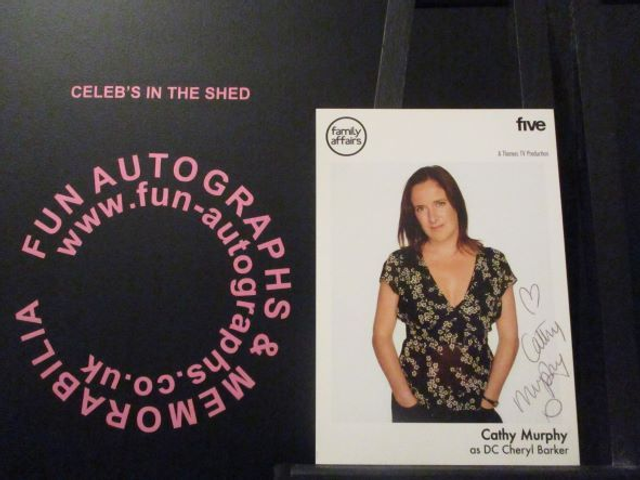 CELEB'S IN THE SHED
FUN AUTOGRAPHS & MEMORABILIA
www.fun-autographs.co.uk
family
affairs
five
A Thames TV Production
♡
Cathy
Murphy
Cathy Murphy
as DC Cheryl Barker